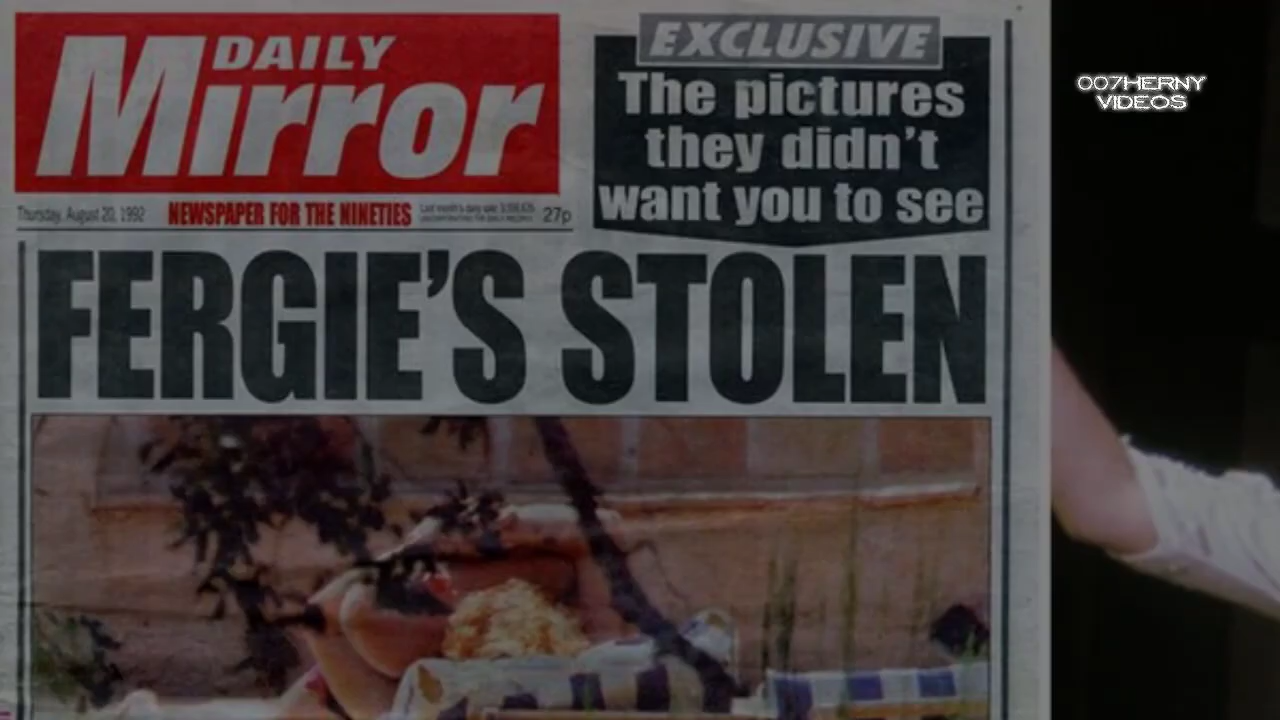 DAILY
Mirror
EXCLUSIVE
The pictures
they didn't
want you to see
Thursday, August 20, 1992
NEWSPAPER FOR THE NINETIES
27p
FERGIE'S STOLEN
007HERNY
VIDEOS